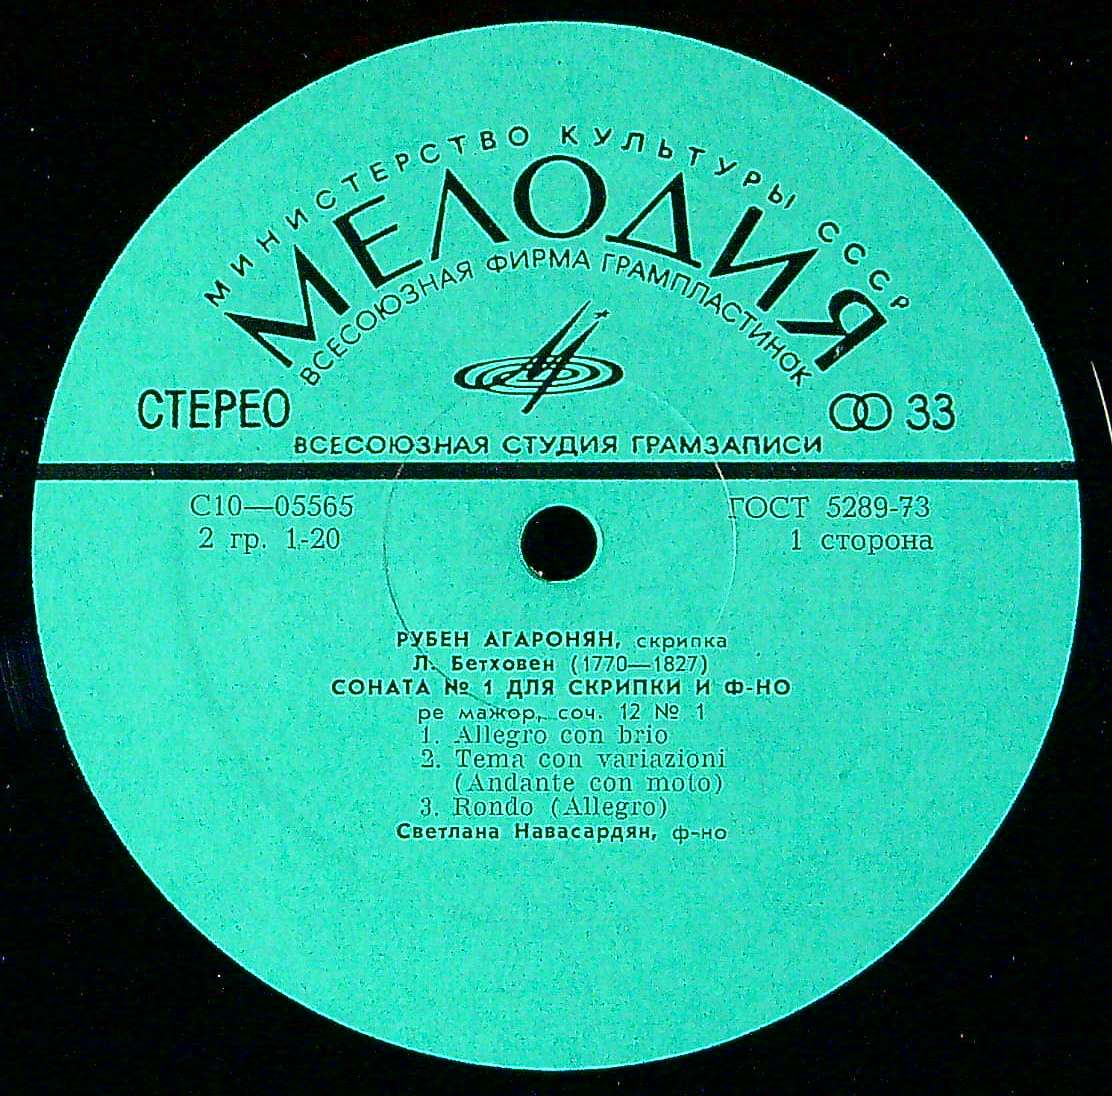 МИНИСТЕРСТВО КУЛЬТУРЫ СССР
МЕЛОДИЯ
ВСЕСОЮЗНАЯ ФИРМА ГРАМПЛАСТИНОК
СТЕРЕО
33
ВСЕСОЮЗНАЯ СТУДИЯ ГРАМЗАПИСИ
С10—05565
ГОСТ 5289-73
2 гр. 1-20
1 сторона
РУБЕН АГАРОНЯН, скрипка
Л. Бетховен (1770—1827)
СОНАТА № 1 ДЛЯ СКРИПКИ И Ф-НО
ре мажор, соч. 12 № 1
1. Allegro con brio
2. Tema con variazioni
(Andante con moto)
3. Rondo (Allegro)
Светлана Навасардян, ф-но